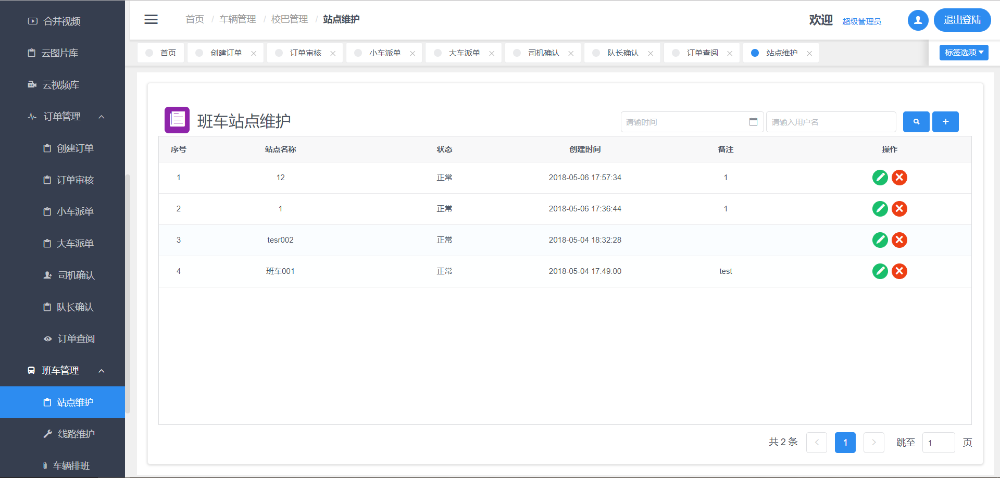 合并视频
云图片库
云视频库
订单管理
创建订单
订单审核
小车派单
大车派单
司机确认
队长确认
订单查阅
班车管理
站点维护
线路维护
车辆排班
首页 / 车辆管理 / 校巴管理 / 站点维护
欢迎 超级管理员 退出登陆
首页 创建订单 订单审核 小车派单 大车派单 司机确认 队长确认 订单查阅 站点维护 标签选项
班车站点维护 请输时间 请输入用户名
序号 站点名称 状态 创建时间 备注 操作
1 12 正常 2018-05-06 17:57:34 1
2 1 正常 2018-05-06 17:36:44 1
3 tesr002 正常 2018-05-04 18:32:28
4 班车001 正常 2018-05-04 17:49:00 test
共 2 条 1 跳至 1 页